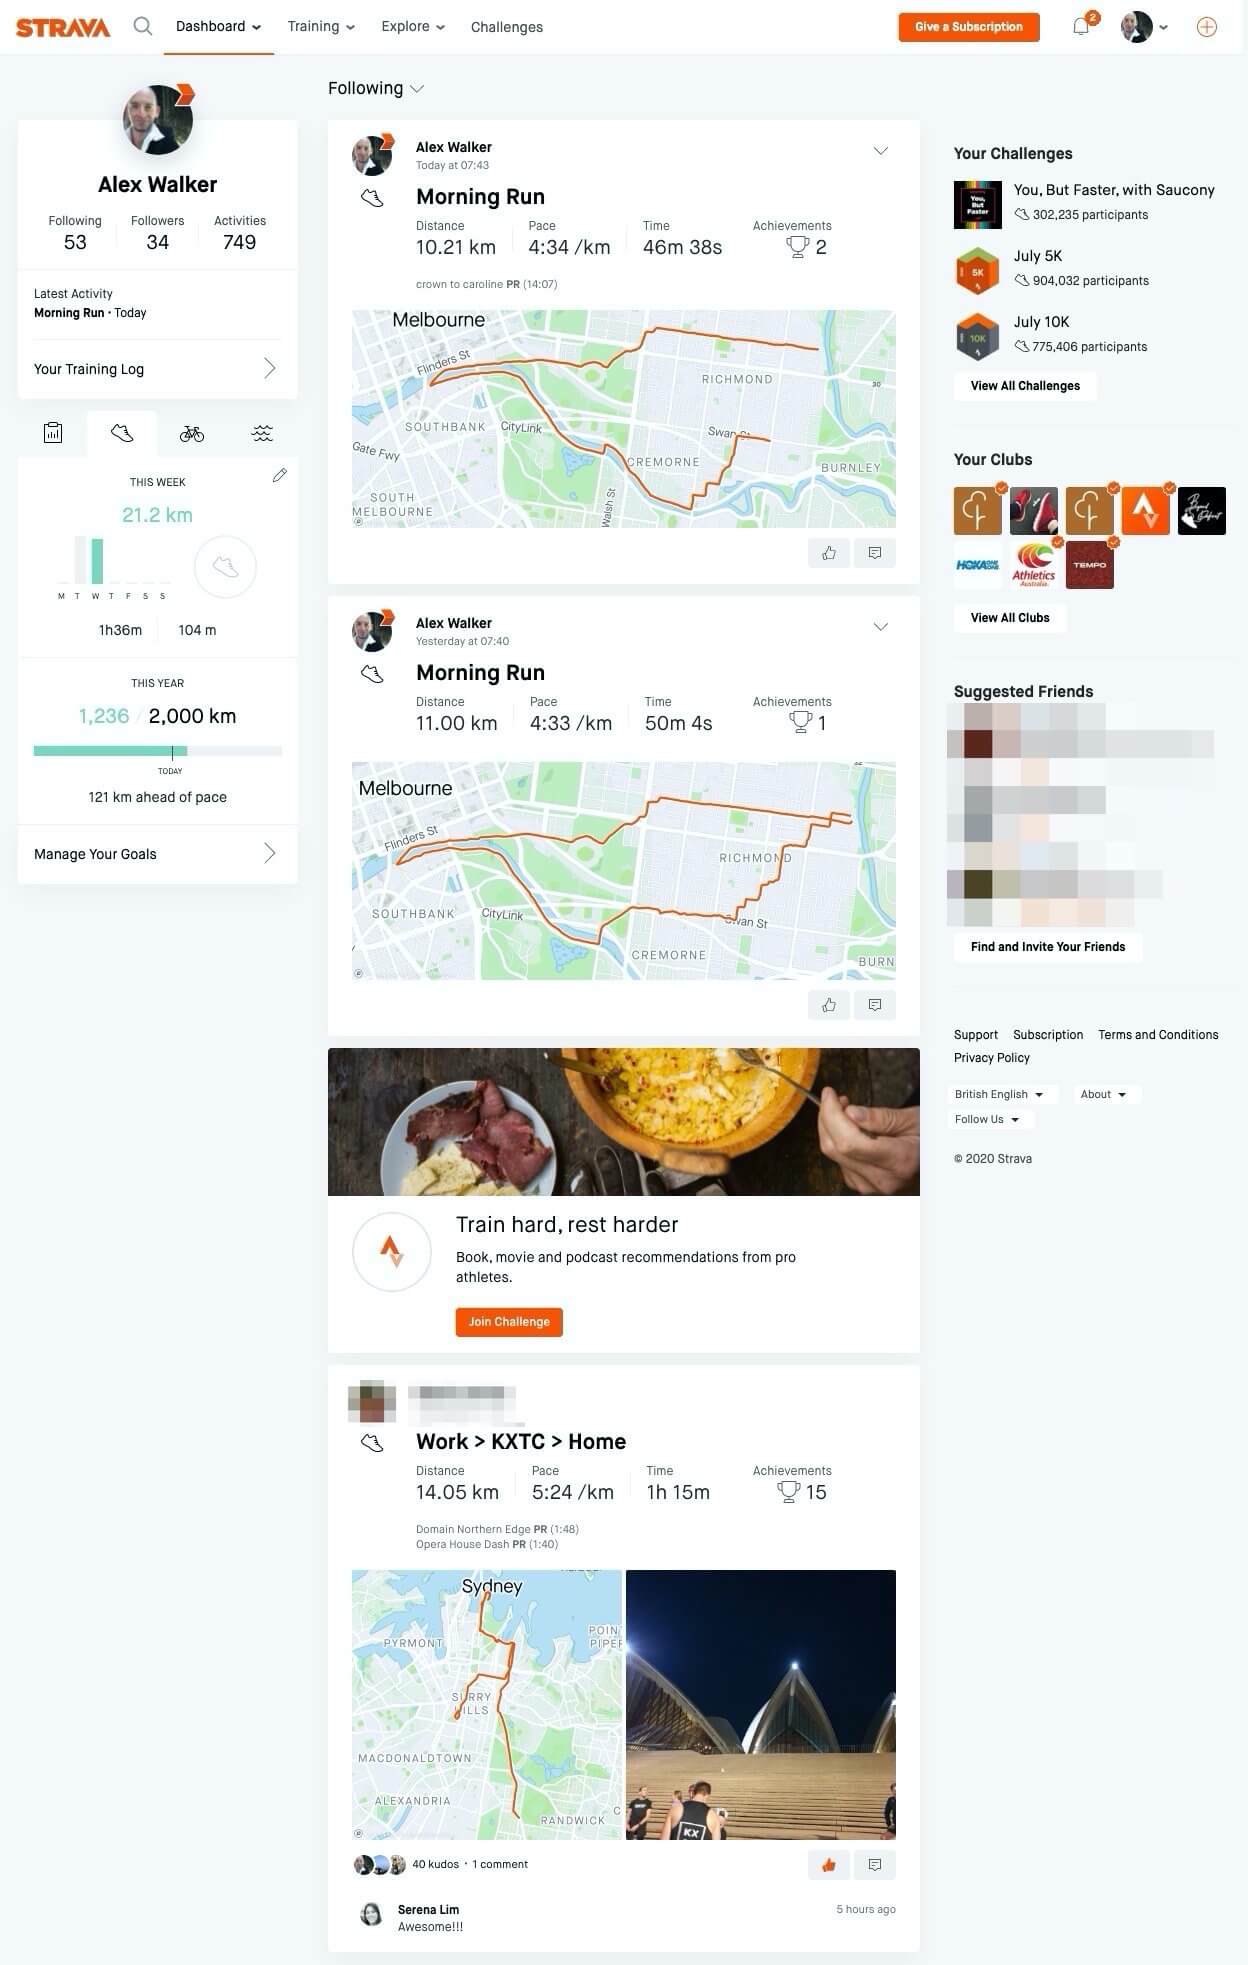 STRAVA
Dashboard
Training
Explore
Challenges
Give a Subscription
2
Alex Walker
Following
53
Followers
34
Activities
749
Latest Activity
Morning Run • Today
Your Training Log
THIS WEEK
21.2 km
M T W T F S S
1h36m 104 m
THIS YEAR
1,236 / 2,000 km
TODAY
121 km ahead of pace
Manage Your Goals
Following
Alex Walker
Today at 07:43
Morning Run
Distance Pace Time Achievements
10.21 km 4:34 /km 46m 38s 2
crown to caroline PR (14:07)
Melbourne
Flinders St
RICHMOND
30
SOUTHBANK
CityLink
Swan St
Gate Fwy
CREMORNE
BURNLEY
SOUTH
MELBOURNE
Walsh St
Alex Walker
Yesterday at 07:40
Morning Run
Distance Pace Time Achievements
11.00 km 4:33 /km 50m 4s 1
32
Melbourne
Flinders St
RICHMOND
SOUTHBANK
CityLink
Swan St
CREMORNE
BURN
Train hard, rest harder
Book, movie and podcast recommendations from pro
athletes.
Join Challenge
Work > KXTC > Home
Distance Pace Time Achievements
14.05 km 5:24 /km 1h 15m 15
Domain Northern Edge PR (1:48)
Opera House Dash PR (1:40)
Sydney
PYRMONT
POIN
PIPER
SURRY
HILLS
MACDONALDTOWN
ALEXANDRIA
RANDWICK
C
KX
40 kudos • 1 comment
Serena Lim
5 hours ago
Awesome!!!
Your Challenges
You,
But
Faster
You, But Faster, with Saucony
302,235 participants
5K
July 5K
904,032 participants
10K
July 10K
775,406 participants
View All Challenges
Your Clubs
HOKA ONE ONE
Athletics
Australia
TEMPO
View All Clubs
Suggested Friends
Find and Invite Your Friends
Support Subscription Terms and Conditions
Privacy Policy
British English
About
Follow Us
© 2020 Strava